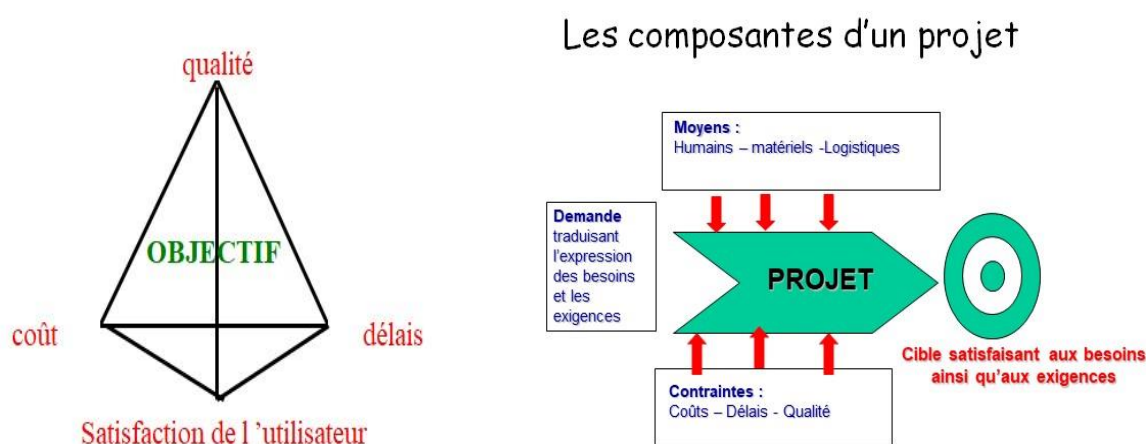 qualité
OBJECTIF
coût
délais
Satisfaction de l ’utilisateur
Les composantes d’un projet
Moyens :
Humains – matériels -Logistiques
Demande
traduisant
l’expression
des besoins
et les
exigences
PROJET
Cible satisfaisant aux besoins
ainsi qu’aux exigences
Contraintes :
Coûts – Délais - Qualité